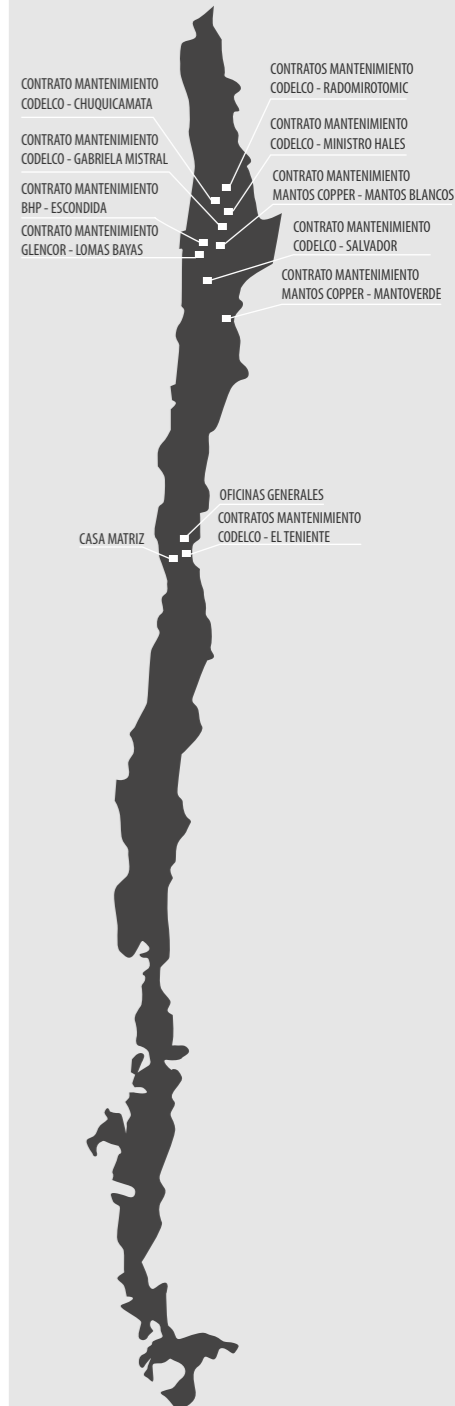 CONTRATO MANTENIMIENTO
CODELCO - CHUQUICAMATA
CONTRATO MANTENIMIENTO
CODELCO - GABRIELA MISTRAL
CONTRATO MANTENIMIENTO
BHP - ESCONDIDA
CONTRATO MANTENIMIENTO
GLENCOR - LOMAS BAYAS
CONTRATOS MANTENIMIENTO
CODELCO - RADOMIROTOMIC
CONTRATO MANTENIMIENTO
CODELCO - MINISTRO HALES
CONTRATO MANTENIMIENTO
MANTOS COPPER - MANTOS BLANCOS
CONTRATO MANTENIMIENTO
CODELCO - SALVADOR
CONTRATO MANTENIMIENTO
MANTOS COPPER - MANTOVERDE
OFICINAS GENERALES
CONTRATOS MANTENIMIENTO
CODELCO - EL TENIENTE
CASA MATRIZ